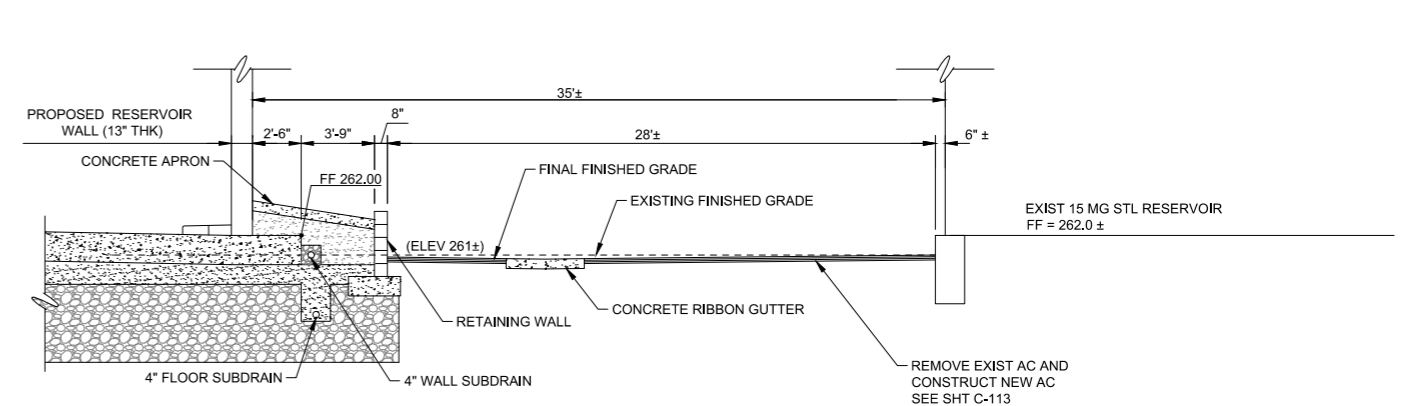 35'±
PROPOSED RESERVOIR
WALL (13" THK)
2'-6"
3'-9"
8"
28'±
6" ±
CONCRETE APRON
FF 262.00
FINAL FINISHED GRADE
EXISTING FINISHED GRADE
EXIST 15 MG STL RESERVOIR
FF = 262.0 ±
(ELEV 261±)
CONCRETE RIBBON GUTTER
RETAINING WALL
4" FLOOR SUBDRAIN
4" WALL SUBDRAIN
REMOVE EXIST AC AND
CONSTRUCT NEW AC
SEE SHT C-113